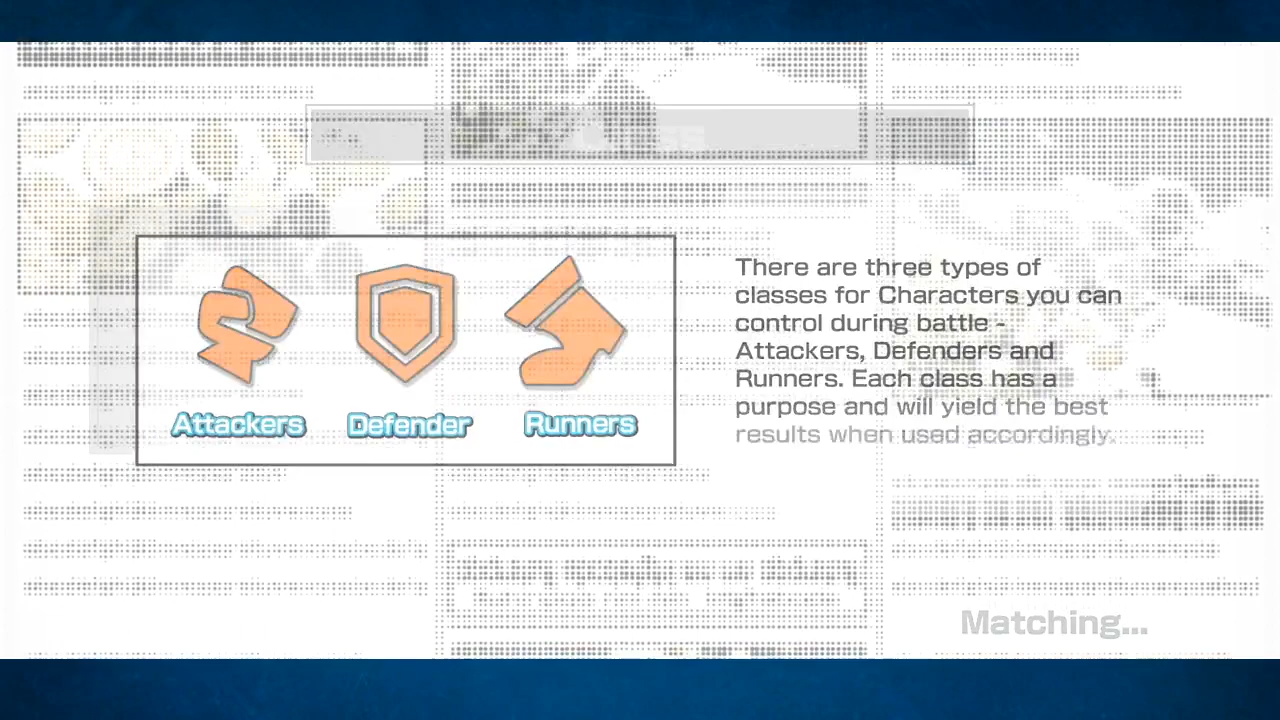 Class
Attackers
Defender
Runners
There are three types of
classes for Characters you can
control during battle -
Attackers, Defenders and
Runners. Each class has a
purpose and will yield the best
results when used accordingly.
Matching...